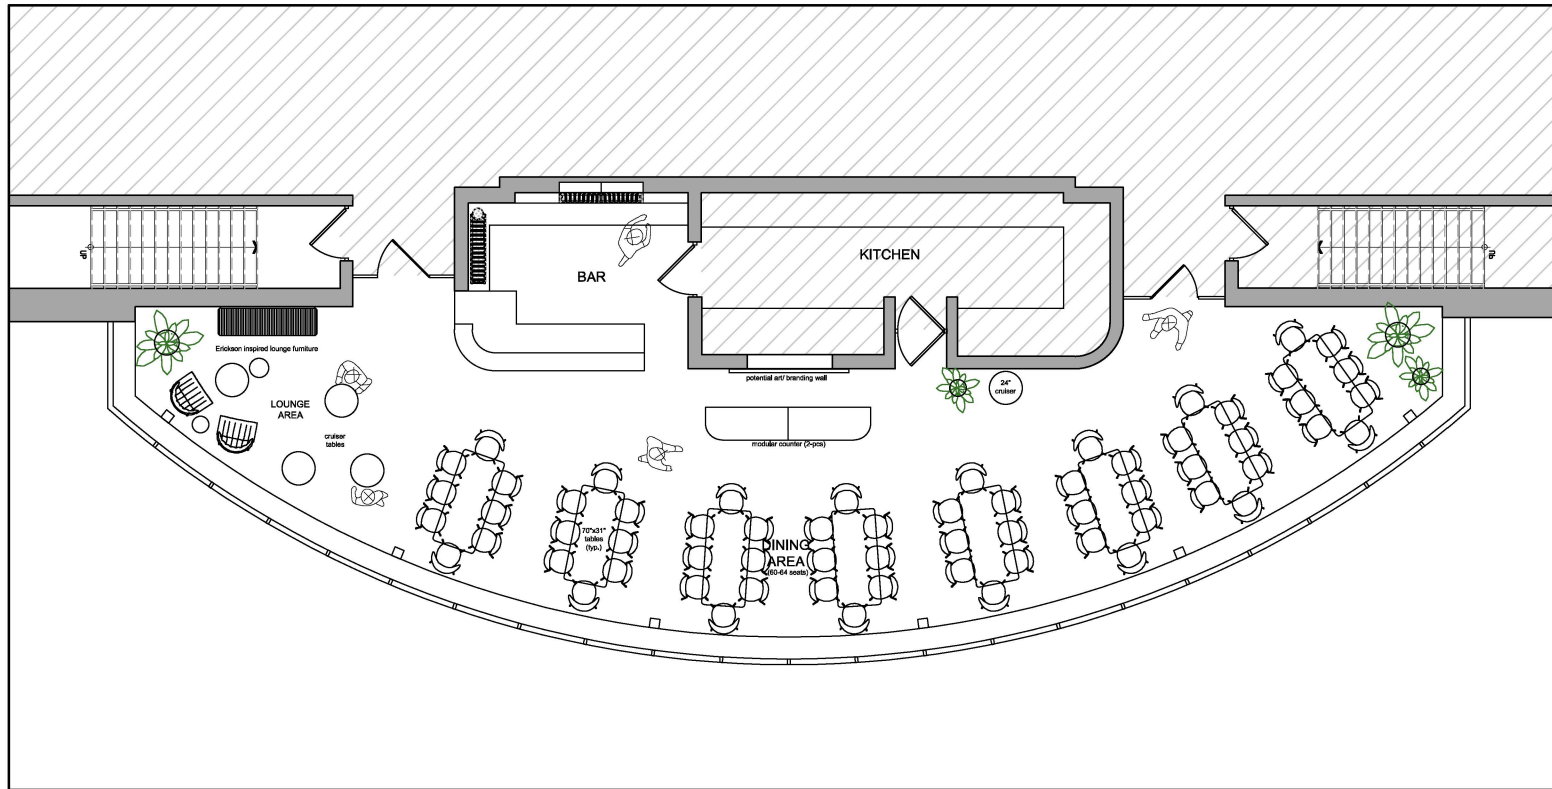 UP
UP
BAR
KITCHEN
Erickson inspired lounge furniture
potential art/ branding wall
24"
cruiser
LOUNGE
AREA
cruiser
tables
modular counter (2-pcs)
70"x31"
tables
(typ.)
DINING
AREA
(60-64 seats)